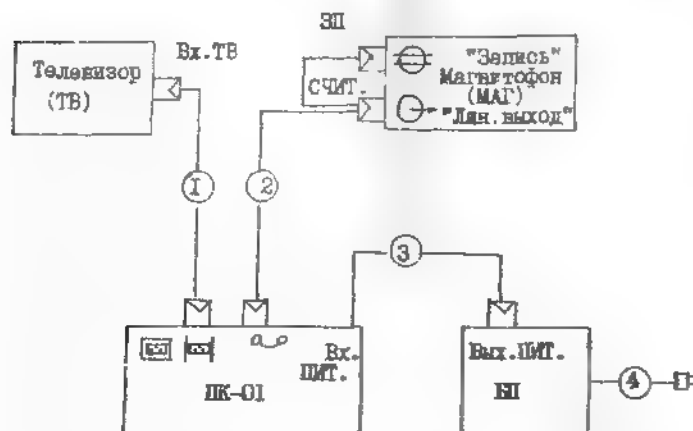 ЗП
Вх.ТВ
Телевизор
(ТВ)
"Запись"
Магнитофон
(МАГ)
"Лин.выход"
СЧИТ.
1
2
3
Вх.
ПИТ.
ПК-01
Вых.ПИТ.
БП
4